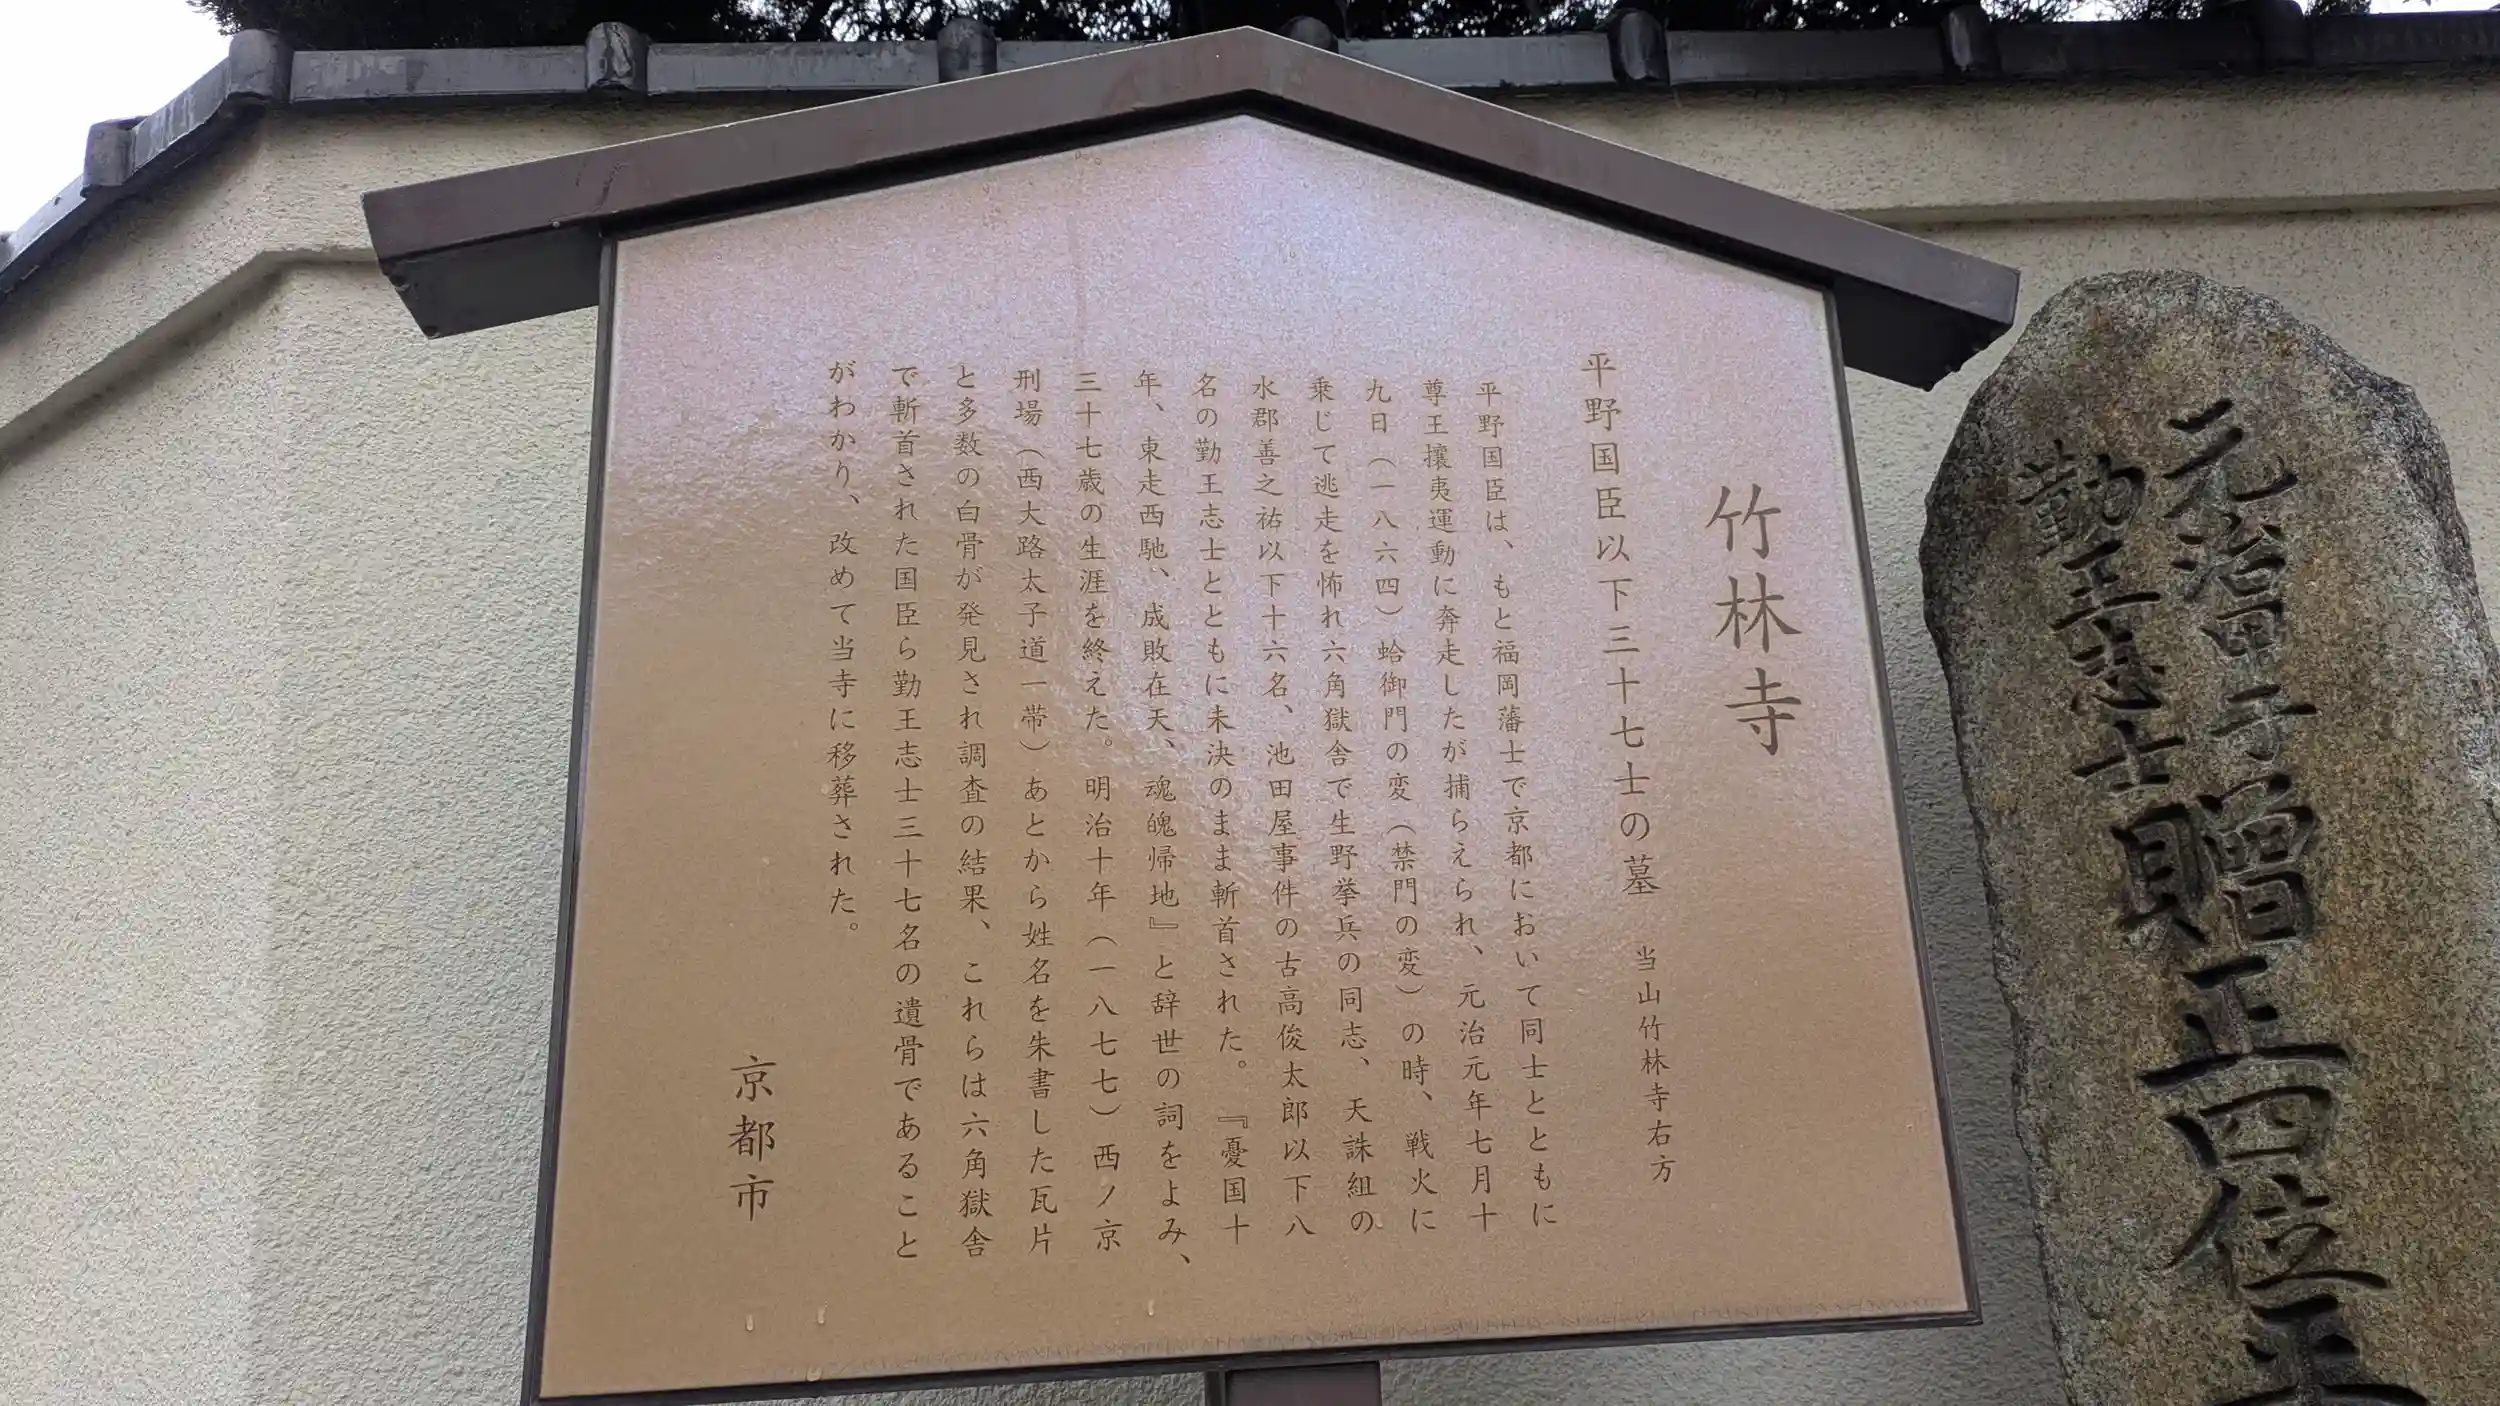 竹林寺
平野国臣以下三十七士の墓 当山竹林寺右方
平野国臣は、もと福岡藩士で京都において同士とともに
尊王攘夷運動に奔走したが捕らえられ、元治元年七月十
九日（一八六四）蛤御門の変（禁門の変）の時、戦火に
乗じて逃走を怖れ六角獄舎で生野挙兵の同志、天誅組の
水郡善之祐以下十六名、池田屋事件の古高俊太郎以下八
名の勤王志士とともに未決のまま斬首された。『憂国十
年、東走西馳、成敗在天、魂魄帰地』と辞世の詞をよみ、
三十七歳の生涯を終えた。明治十年（一八七七）西ノ京
刑場（西大路太子道一帯）あとから姓名を朱書した瓦片
と多数の白骨が発見され調査の結果、これらは六角獄舎
で斬首された国臣ら勤王志士三十七名の遺骨であること
がわかり、改めて当寺に移葬された。
京都市
元治甲子
勤王志士
贈正四位平